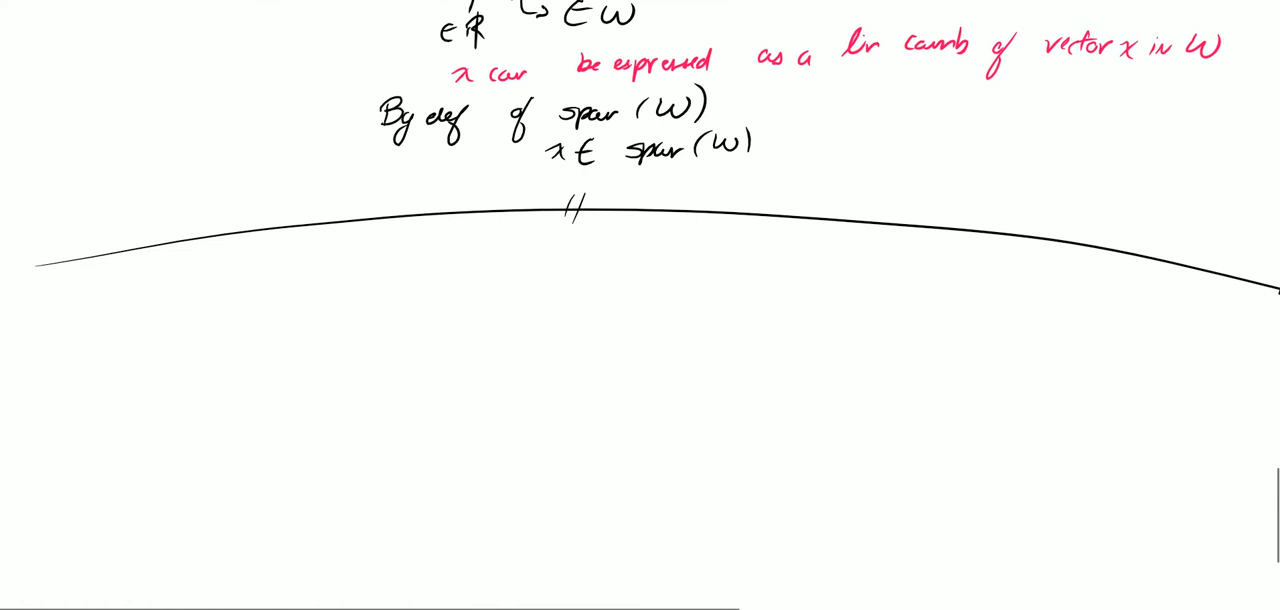 ∈ℝ ↳ ∈ W
x can be expressed as a lin comb of vector x in W
By def of span (W)
x ∈ span (W)